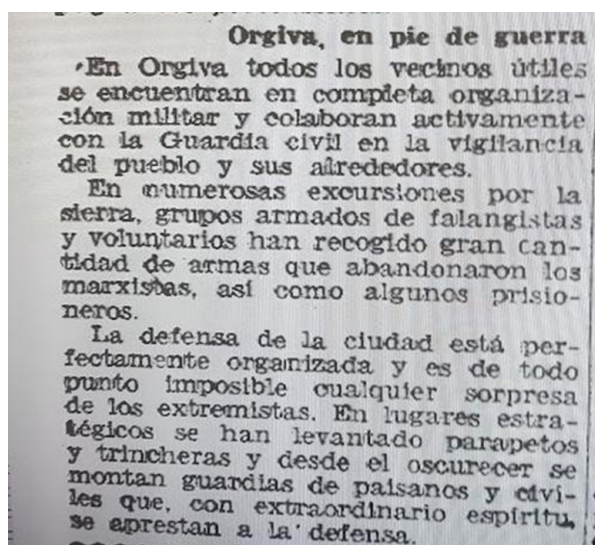 Orgiva, en pie de guerra
En Orgiva todos los vecinos útiles
se encuentran en completa organiza-
ción militar y colaboran activamente
con la Guardia civil en la vigilancia
del pueblo y sus alrededores.
En numerosas excursiones por la
sierra, grupos armados de falangistas
y voluntarios han recogido gran can-
tidad de armas que abandonaron los
marxistas, así como algunos prisio-
neros.
La defensa de la ciudad está per-
fectamente organizada y es de todo
punto imposible cualquier sorpresa
de los extremistas. En lugares estra-
tégicos se han levantado parapetos
y trincheras y desde el oscurecer se
montan guardias de paisanos y civi-
les que, con extraordinario espíritu,
se aprestan a la defensa.